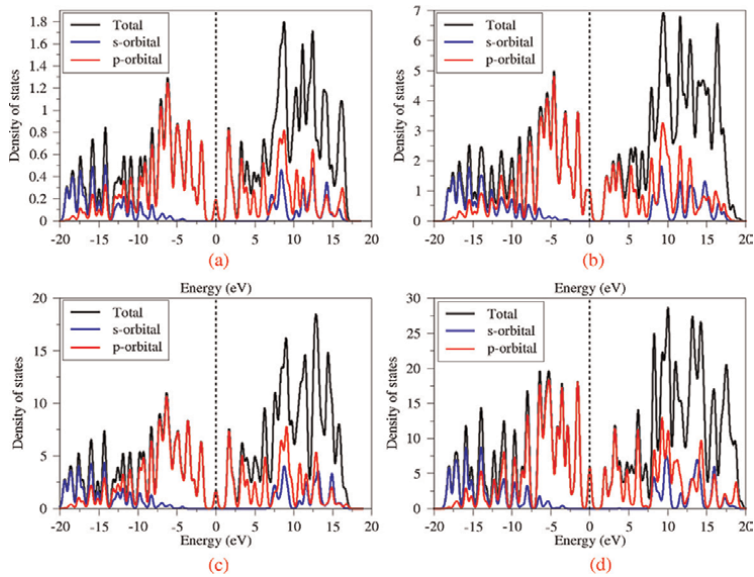 Total
s-orbital
p-orbital
Density of states
1.8
1.6
1.4
1.2
1
0.8
0.6
0.4
0.2
0
-20 -15 -10 -5 0 5 10 15 20
Energy (eV)
(a)
Total
s-orbital
p-orbital
Density of states
7
6
5
4
3
2
1
0
-20 -15 -10 -5 0 5 10 15 20
Energy (eV)
(b)
Total
s-orbital
p-orbital
Density of states
20
15
10
5
0
-20 -15 -10 -5 0 5 10 15 20
Energy (eV)
(c)
Total
s-orbital
p-orbital
Density of states
30
25
20
15
10
5
0
-20 -15 -10 -5 0 5 10 15 20
Energy (eV)
(d)